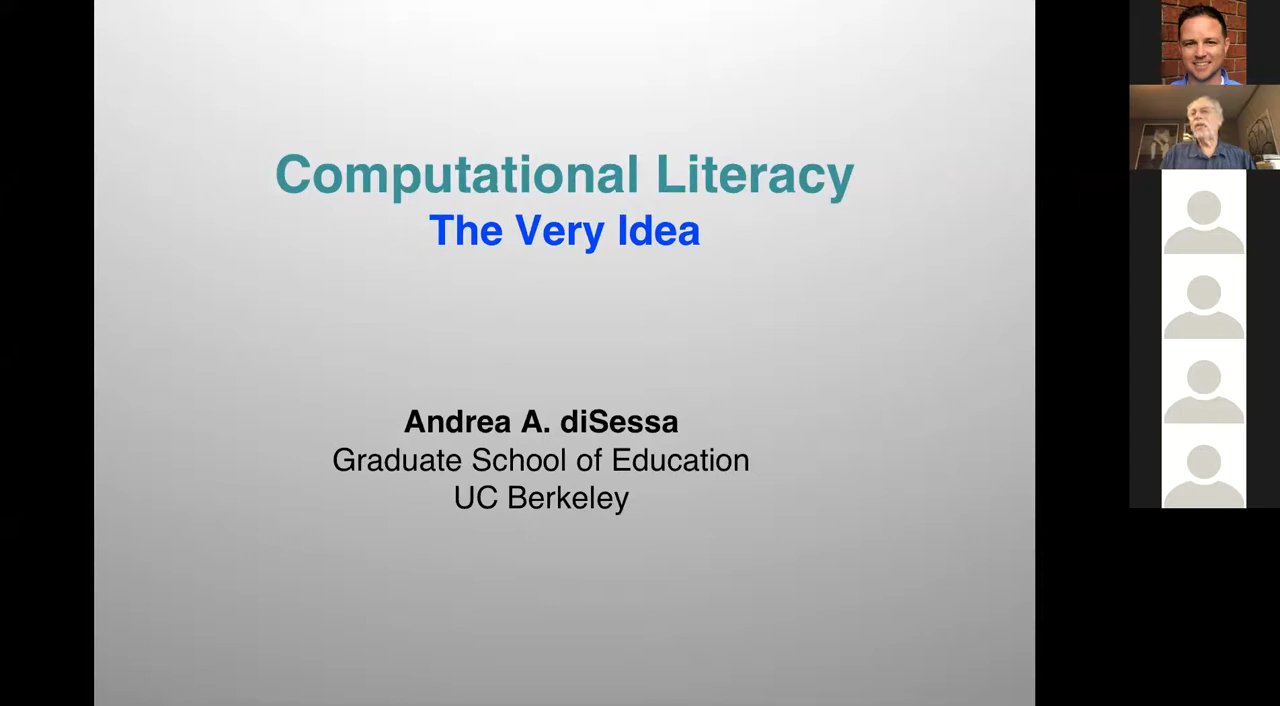 Computational Literacy
The Very Idea
Andrea A. diSessa
Graduate School of Education
UC Berkeley